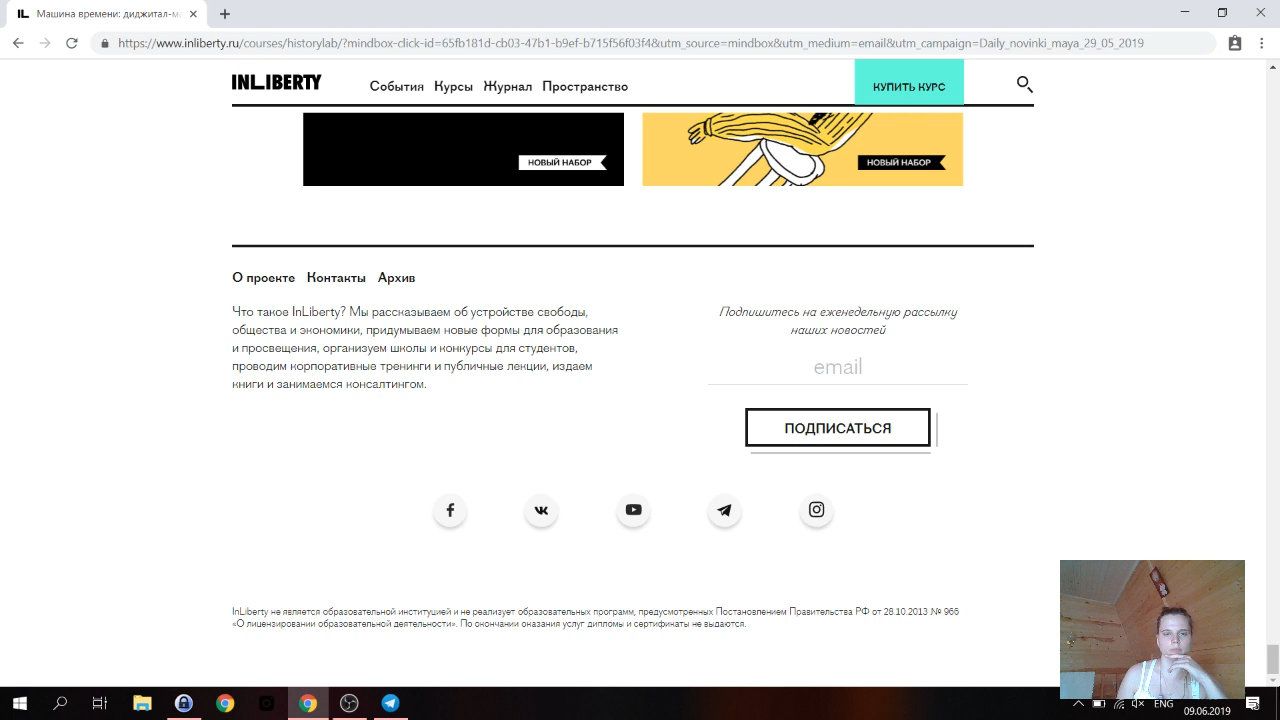 Машина времени: диджитал-м
https://www.inliberty.ru/courses/historylab/?mindbox-click-id=65fb181d-cb03-47b1-b9ef-b715f56f03f4&utm_source=mindbox&utm_medium=email&utm_campaign=Daily_novinki_maya_29_05_2019
INLIBERTY
События Курсы Журнал Пространство
КУПИТЬ КУРС
НОВЫЙ НАБОР
НОВЫЙ НАБОР
О проекте Контакты Архив
Что такое InLiberty? Мы рассказываем об устройстве свободы,
общества и экономики, придумываем новые формы для образования
и просвещения, организуем школы и конкурсы для студентов,
проводим корпоративные тренинги и публичные лекции, издаем
книги и занимаемся консалтингом.
Подпишитесь на еженедельную рассылку
наших новостей
email
ПОДПИСАТЬСЯ
InLiberty не является образовательной институцией и не реализует образовательных программ, предусмотренных Постановлением Правительства РФ от 28.10.2013 № 966
«О лицензировании образовательной деятельности». По окончании оказания услуг дипломы и сертификаты не выдаются.
ENG
09.06.2019